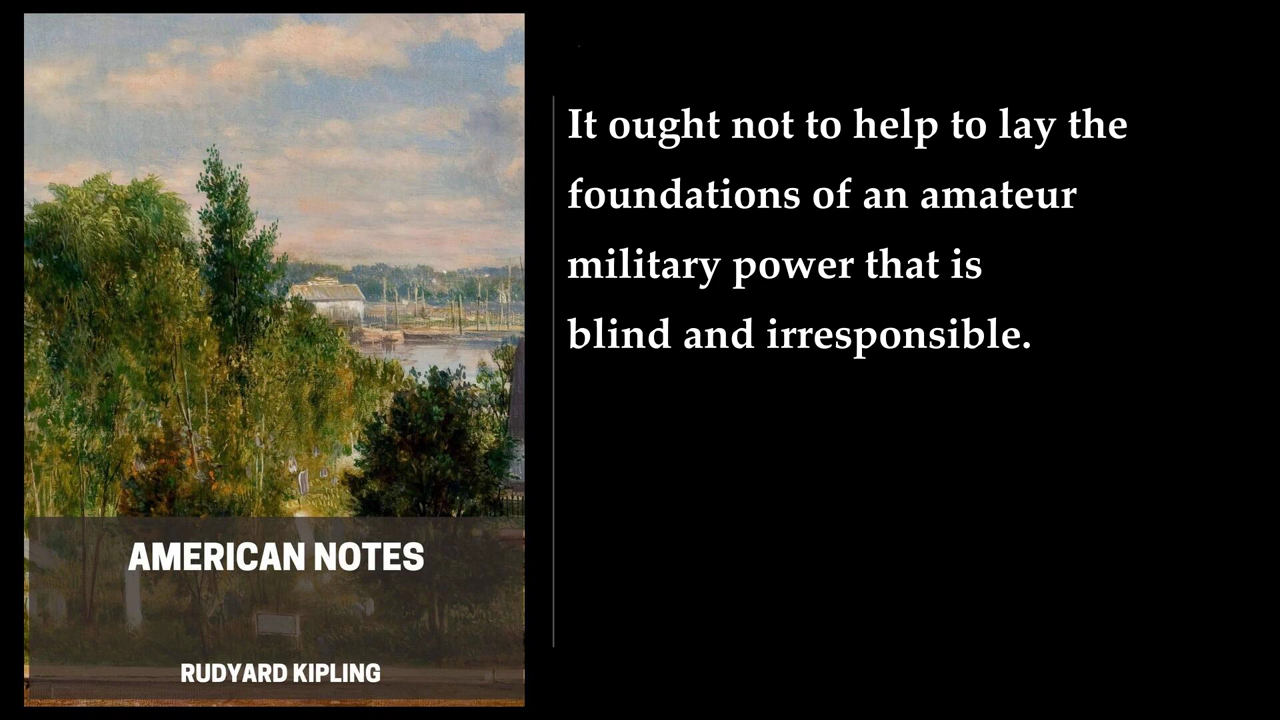 AMERICAN NOTES
RUDYARD KIPLING
It ought not to help to lay the
foundations of an amateur
military power that is
blind and irresponsible.